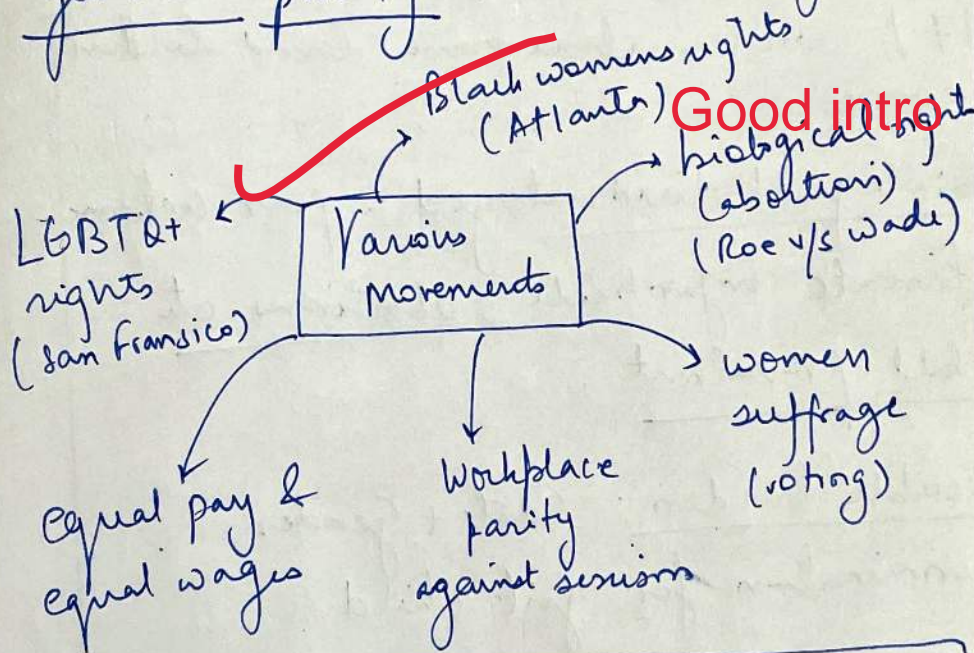 Black womens rights
(Atlanta)
Good intro
biological right
(abortion)
(Roe v/s wade)
LGBTQ+
rights
(san fransico)
Various
movements
women
suffrage
(voting)
equal pay &
equal wages
Workplace
parity
against sexism